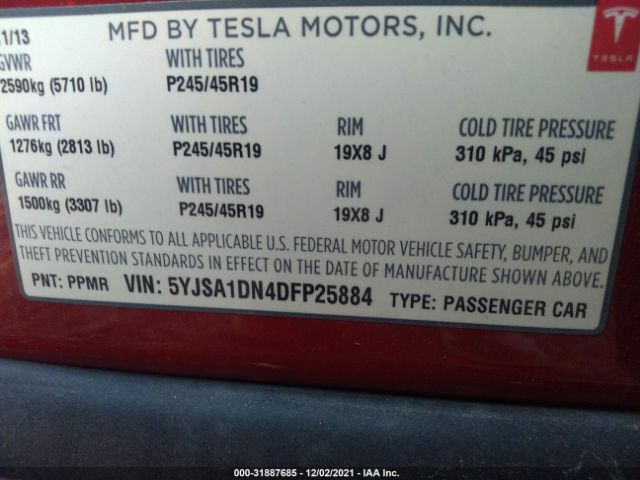 1/13 MFD BY TESLA MOTORS, INC.
TESLA
GVWR WITH TIRES
2590kg (5710 lb) P245/45R19
GAWR FRT WITH TIRES RIM COLD TIRE PRESSURE
1276kg (2813 lb) P245/45R19 19X8 J 310 kPa, 45 psi
GAWR RR WITH TIRES RIM COLD TIRE PRESSURE
1500kg (3307 lb) P245/45R19 19X8 J 310 kPa, 45 psi
THIS VEHICLE CONFORMS TO ALL APPLICABLE U.S. FEDERAL MOTOR VEHICLE SAFETY, BUMPER, AND
THEFT PREVENTION STANDARDS IN EFFECT ON THE DATE OF MANUFACTURE SHOWN ABOVE.
PNT: PPMR VIN: 5YJSA1DN4DFP25884 TYPE: PASSENGER CAR
000-31887685 - 12/02/2021 - IAA Inc.